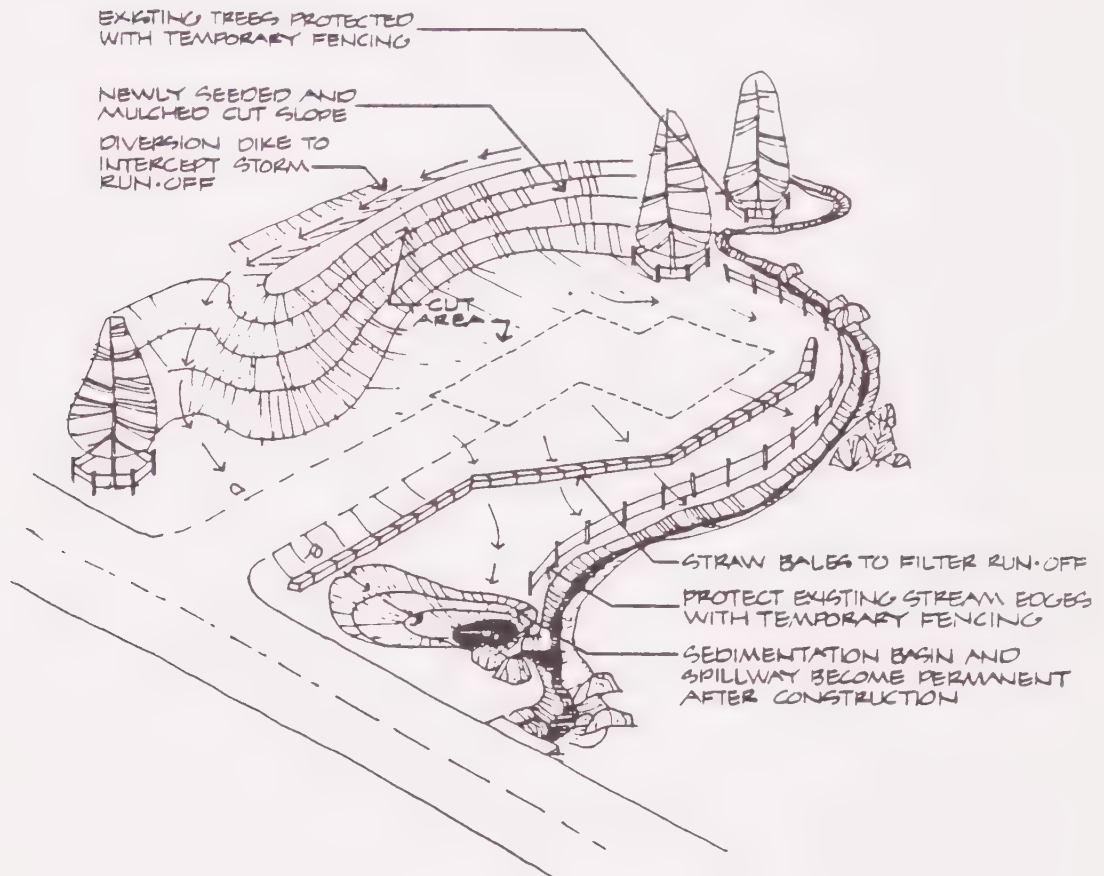 EXISTING TREES PROTECTED
WITH TEMPORARY FENCING
NEWLY SEEDED AND
MULCHED CUT SLOPE
DIVERSION DIKE TO
INTERCEPT STORM
RUN·OFF
CUT
AREA
STRAW BALES TO FILTER RUN·OFF
PROTECT EXISTING STREAM EDGES
WITH TEMPORARY FENCING
SEDIMENTATION BASIN AND
SPILLWAY BECOME PERMANENT
AFTER CONSTRUCTION